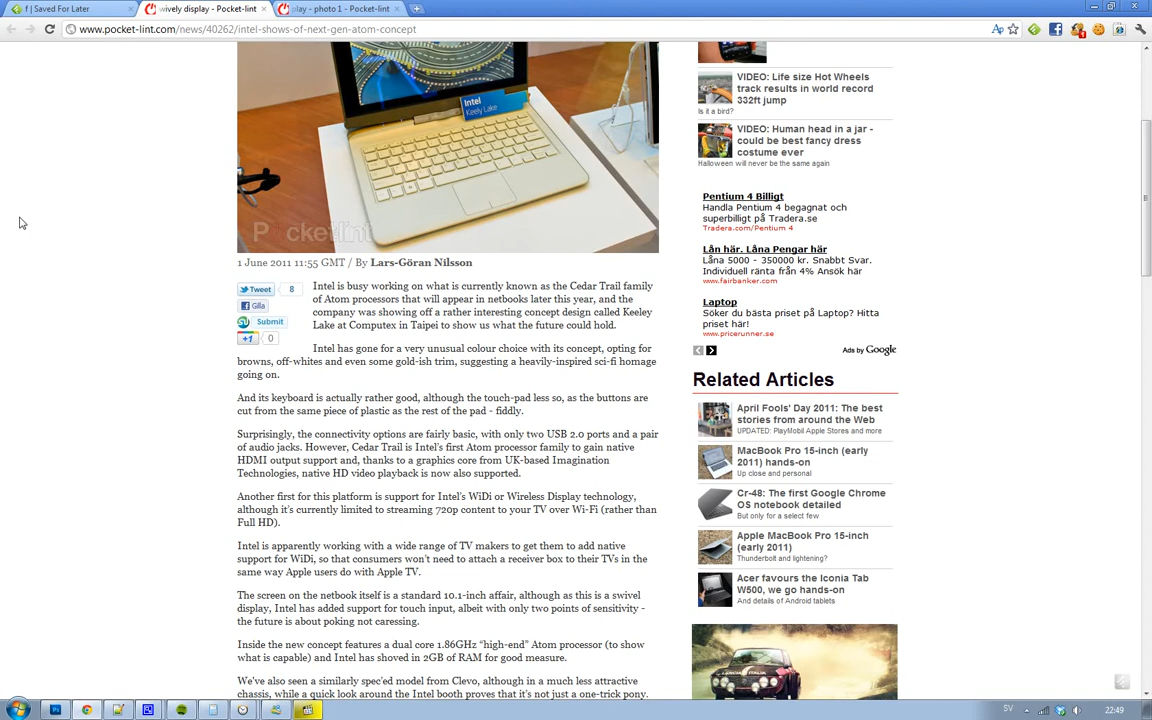 f | Saved For Later
wively display - Pocket-lint
play - photo 1 - Pocket-lint
www.pocket-lint.com/news/40262/intel-shows-of-next-gen-atom-concept
Intel
Keely Lake
Pocket-lint
1 June 2011 11:55 GMT / By Lars-Göran Nilsson
Tweet 8
Gilla
Submit
+1 0
Intel is busy working on what is currently known as the Cedar Trail family
of Atom processors that will appear in netbooks later this year, and the
company was showing off a rather interesting concept design called Keeley
Lake at Computex in Taipei to show us what the future could hold.
Intel has gone for a very unusual colour choice with its concept, opting for
browns, off-whites and even some gold-ish trim, suggesting a heavily-inspired sci-fi homage
going on.
And its keyboard is actually rather good, although the touch-pad less so, as the buttons are
cut from the same piece of plastic as the rest of the pad - fiddly.
Surprisingly, the connectivity options are fairly basic, with only two USB 2.0 ports and a pair
of audio jacks. However, Cedar Trail is Intel's first Atom processor family to gain native
HDMI output support and, thanks to a graphics core from UK-based Imagination
Technologies, native HD video playback is now also supported.
Another first for this platform is support for Intel's WiDi or Wireless Display technology,
although it's currently limited to streaming 720p content to your TV over Wi-Fi (rather than
Full HD).
Intel is apparently working with a wide range of TV makers to get them to add native
support for WiDi, so that consumers won't need to attach a receiver box to their TVs in the
same way Apple users do with Apple TV.
The screen on the netbook itself is a standard 10.1-inch affair, although as this is a swivel
display, Intel has added support for touch input, albeit with only two points of sensitivity -
the future is about poking not caressing.
Inside the new concept features a dual core 1.86GHz “high-end” Atom processor (to show
what is capable) and Intel has shoved in 2GB of RAM for good measure.
We've also seen a similarly spec'ed model from Clevo, although in a much less attractive
chassis, while a quick look around the Intel booth proves that it's not just a one-trick pony.
VIDEO: Life size Hot Wheels
track results in world record
332ft jump
Is it a bird?
VIDEO: Human head in a jar -
could be best fancy dress
costume ever
Halloween will never be the same again
Pentium 4 Billigt
Handla Pentium 4 begagnat och
superbilligt på Tradera.se
Tradera.com/Pentium 4
Lån här. Låna Pengar här
Låna 5000 - 350000 kr. Snabbt Svar.
Individuell ränta från 4% Ansök här
www.fairbanker.com
Laptop
Söker du bästa priset på Laptop? Hitta
priset här!
www.pricerunner.se
Ads by Google
Related Articles
April Fools' Day 2011: The best
stories from around the Web
UPDATED: PlayMobil Apple Stores and more
MacBook Pro 15-inch (early
2011) hands-on
Up close and personal
Cr-48: The first Google Chrome
OS notebook detailed
But only for a select few
Apple MacBook Pro 15-inch
(early 2011)
Thunderbolt and lightening?
Acer favours the Iconia Tab
W500, we go hands-on
And details of Android tablets
SV
22:49